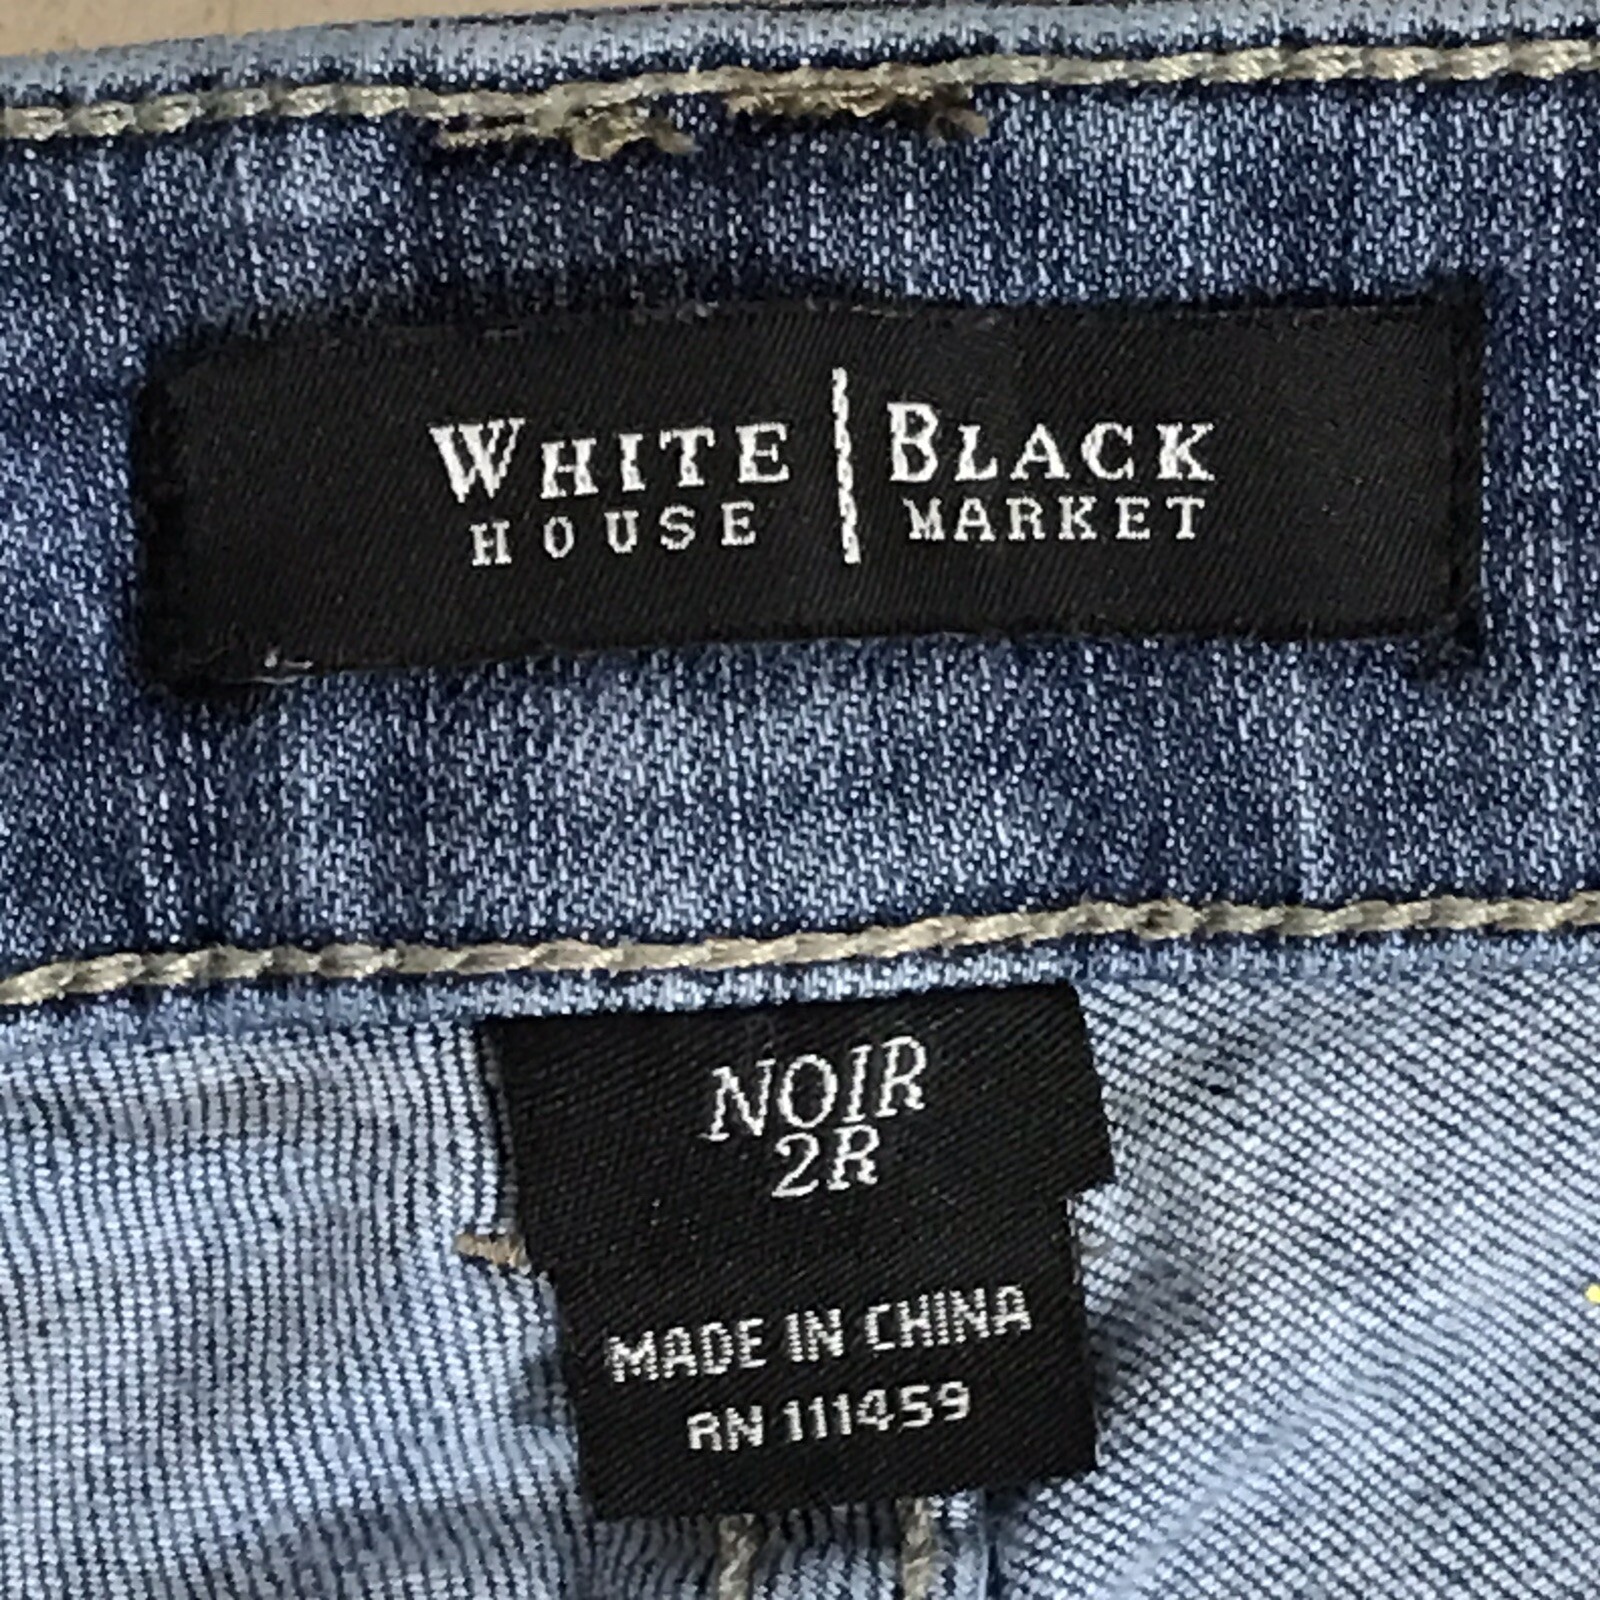 WHITE | BLACK
HOUSE | MARKET
NOIR
2R
MADE IN CHINA
RN 111459